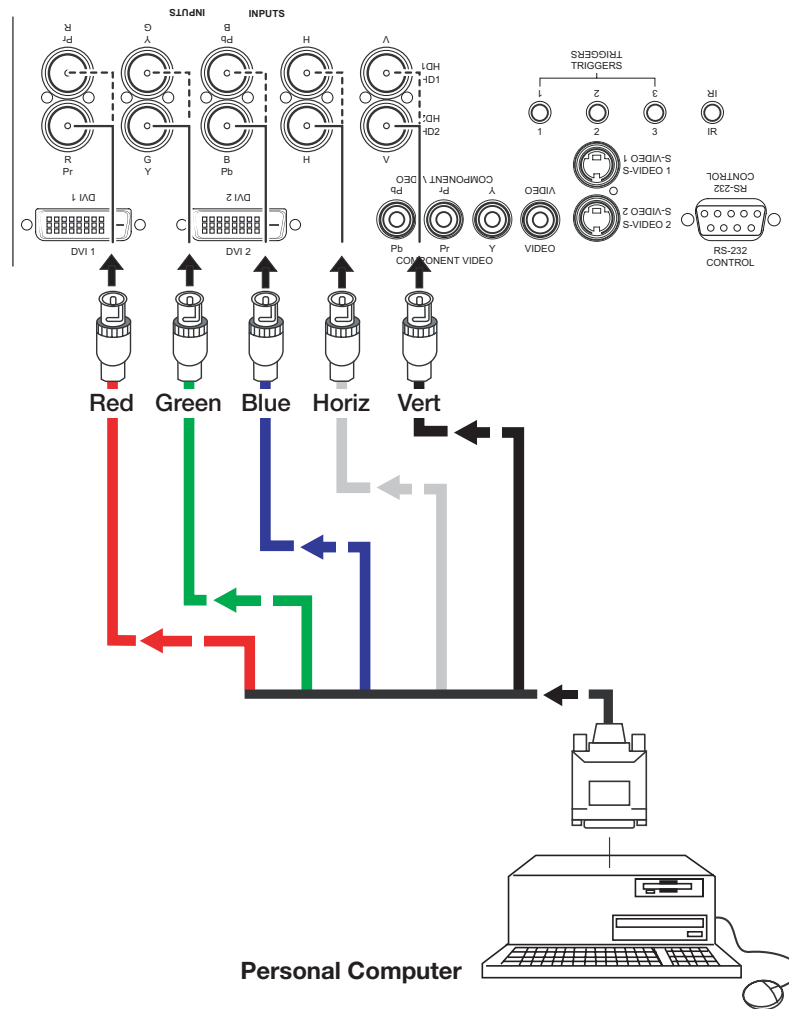 INPUTS INPUTS
R G B H V
Pr Y Pb
HD1
HD1
HD2
HD2
R G B H V
Pr Y Pb
TRIGGERS
TRIGGERS
1 2 3 IR
1 2 3 IR
S-VIDEO 1
S-VIDEO 1
S-VIDEO 2
S-VIDEO 2
DVI 1 DVI 2
DVI 1 DVI 2
COMPONENT VIDEO
Pb Pr Y VIDEO
Pb Pr Y VIDEO
COMPONENT VIDEO
RS-232
CONTROL
RS-232
CONTROL
Red Green Blue Horiz Vert
Personal Computer